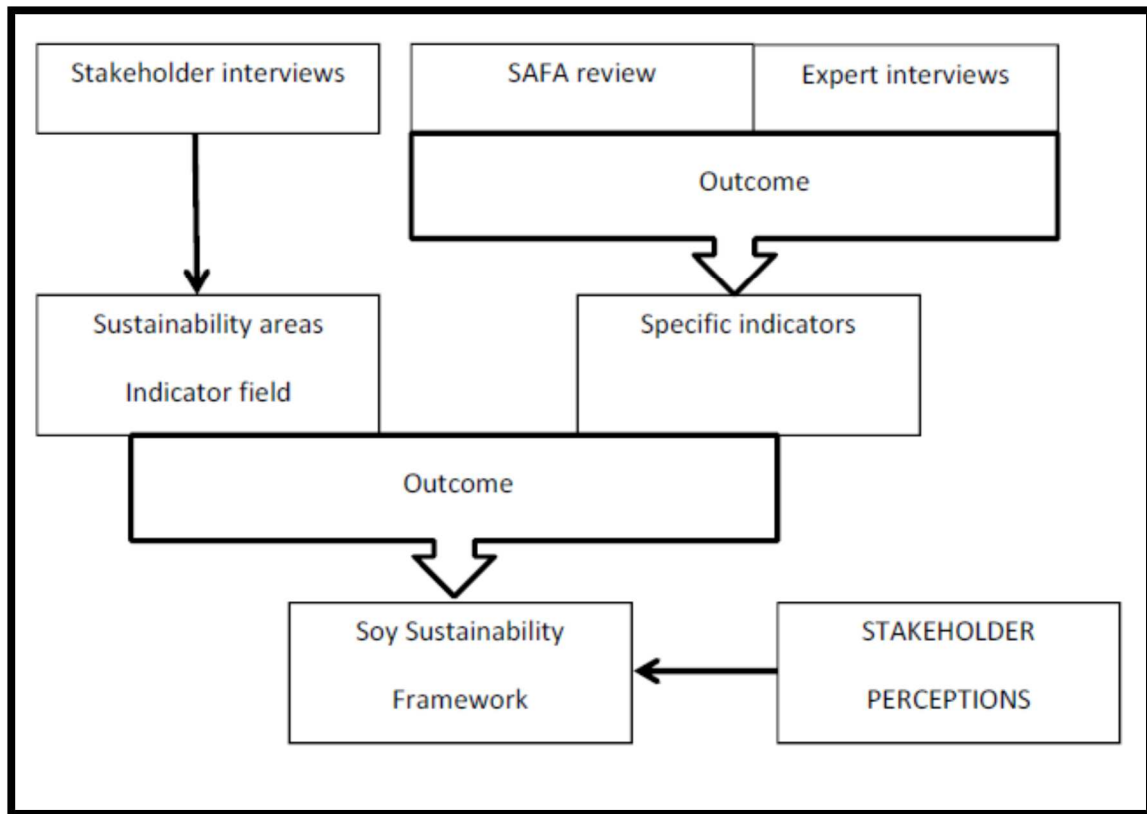 Stakeholder interviews
SAFA review
Expert interviews
Outcome
Sustainability areas
Indicator field
Specific indicators
Outcome
Soy Sustainability
Framework
STAKEHOLDER
PERCEPTIONS